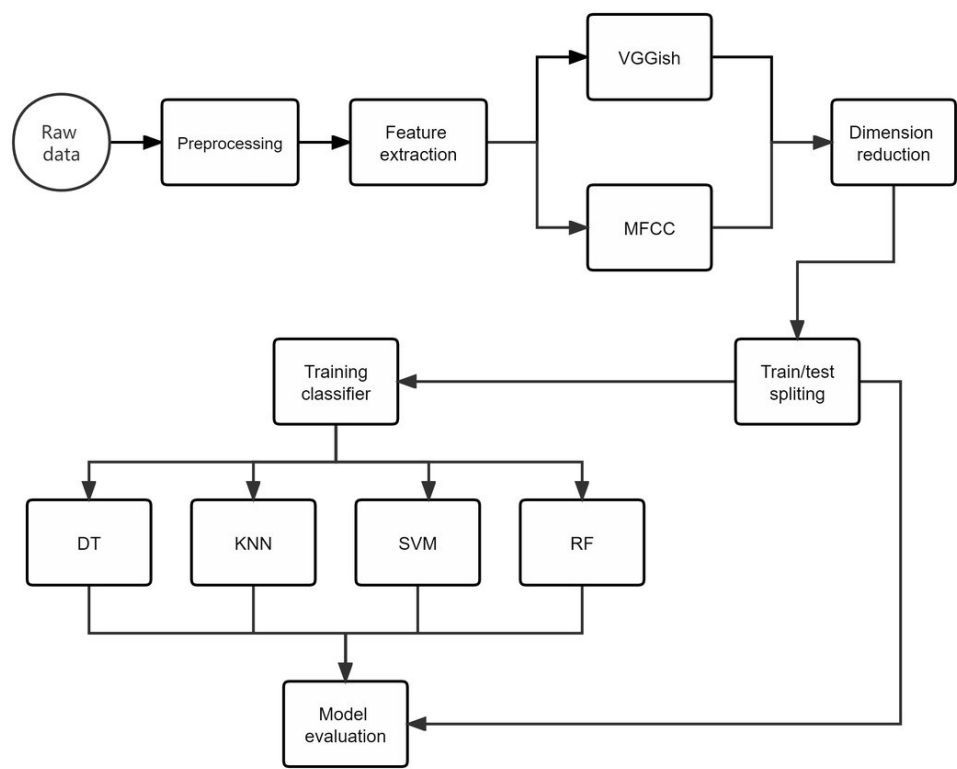 Raw
data
Preprocessing
Feature
extraction
VGGish
MFCC
Dimension
reduction
Train/test
spliting
Training
classifier
DT
KNN
SVM
RF
Model
evaluation